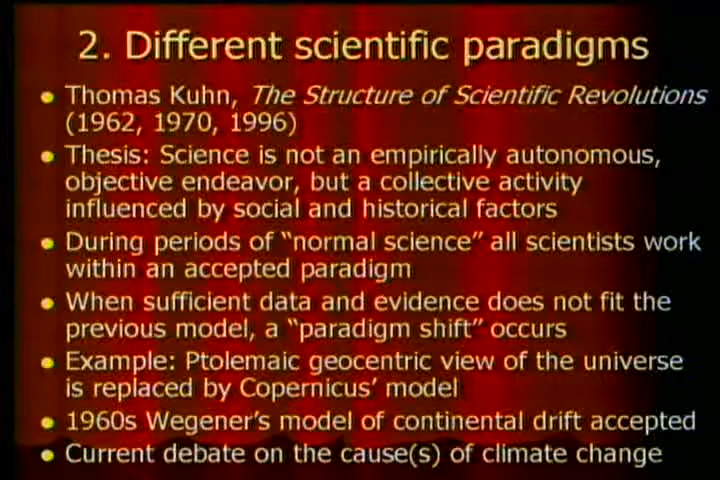 2. Different scientific paradigms
• Thomas Kuhn, The Structure of Scientific Revolutions
(1962, 1970, 1996)
• Thesis: Science is not an empirically autonomous,
objective endeavor, but a collective activity
influenced by social and historical factors
• During periods of “normal science” all scientists work
within an accepted paradigm
• When sufficient data and evidence does not fit the
previous model, a “paradigm shift” occurs
• Example: Ptolemaic geocentric view of the universe
is replaced by Copernicus’ model
• 1960s Wegener’s model of continental drift accepted
• Current debate on the cause(s) of climate change